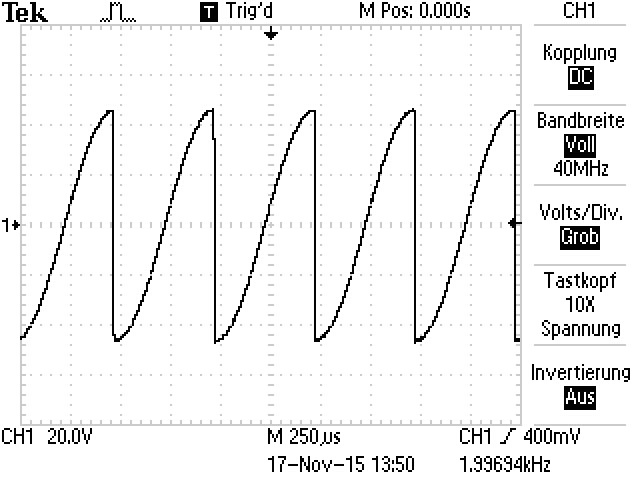 Tek T Trig'd M Pos: 0.000s CH1
Kopplung
DC
Bandbreite
Voll
40MHz
1
Volts/Div.
Grob
Tastkopf
10X
Spannung
Invertierung
Aus
CH1 20.0V M 250µs CH1 400mV
17-Nov-15 13:50 1.99694kHz